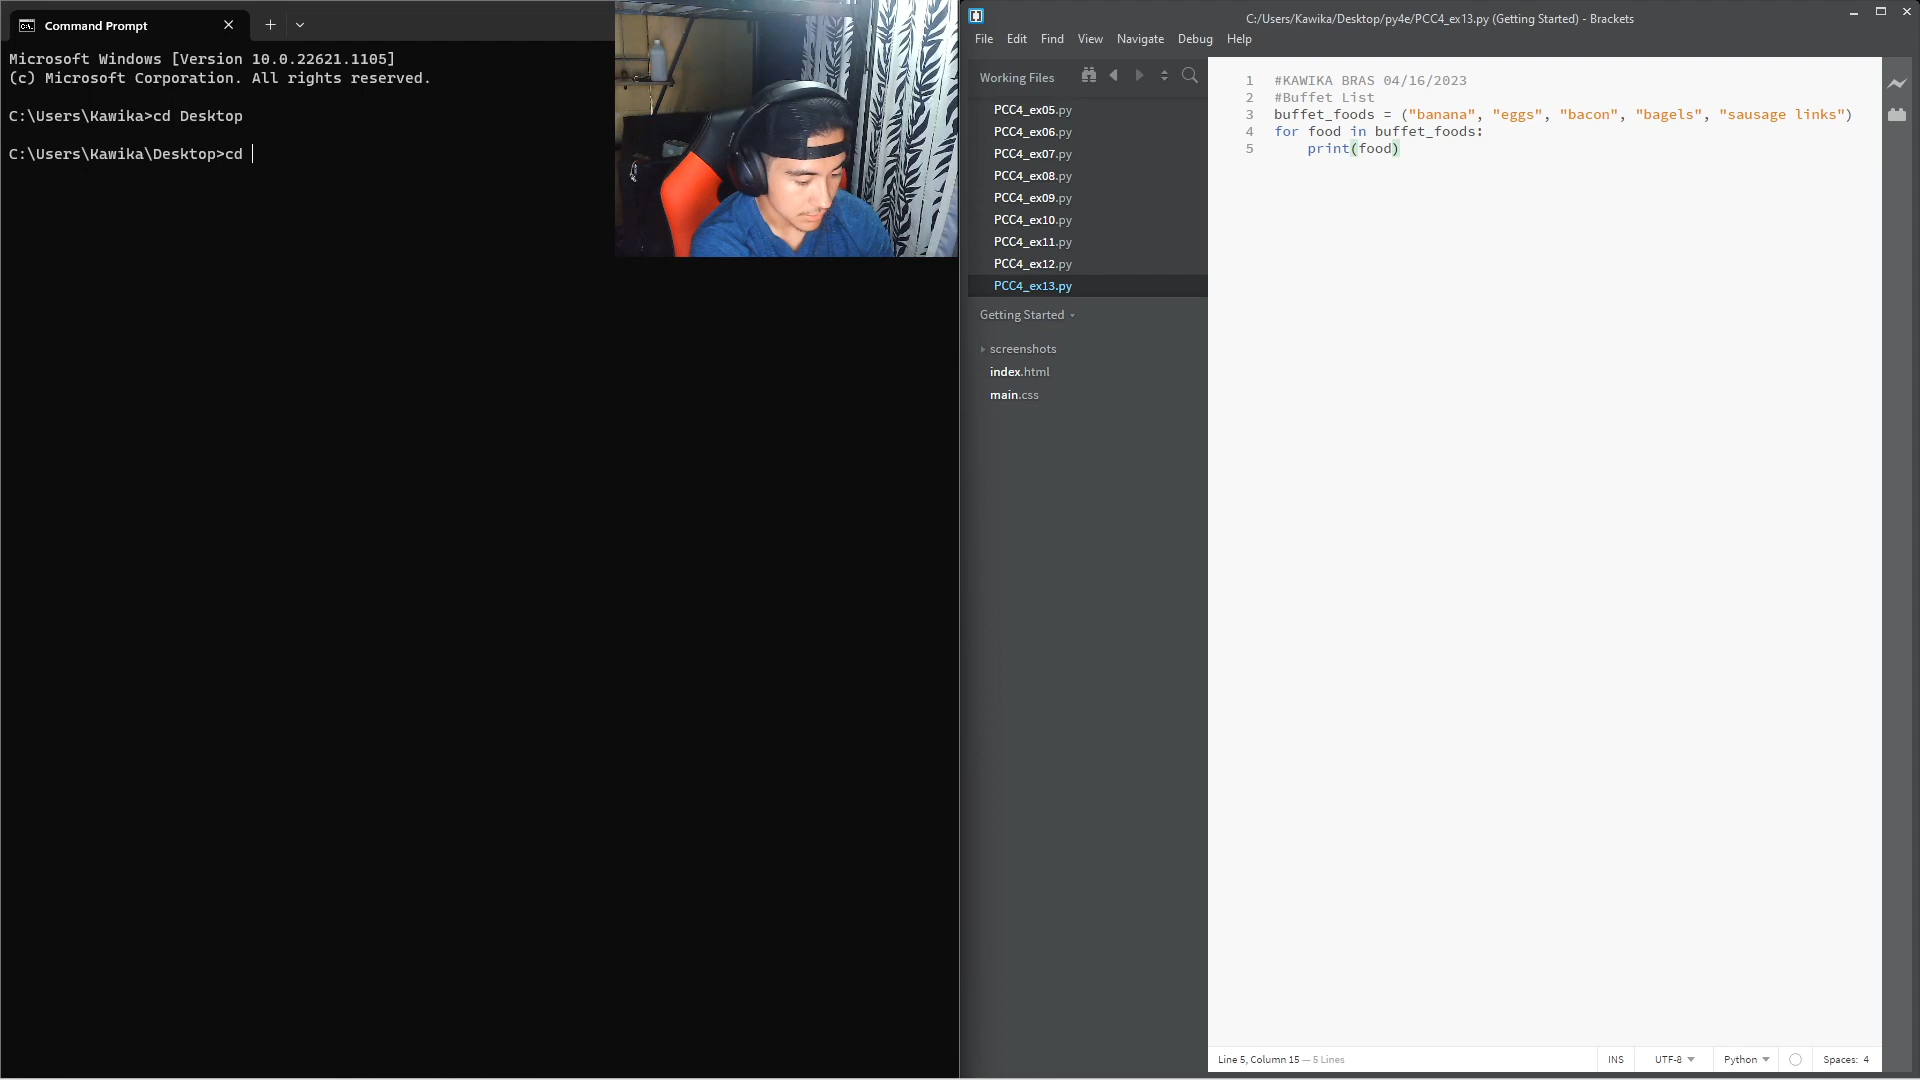 Command Prompt
Microsoft Windows [Version 10.0.22621.1105]
(c) Microsoft Corporation. All rights reserved.
C:\Users\Kawika>cd Desktop
C:\Users\Kawika\Desktop>cd
C:/Users/Kawika/Desktop/py4e/PCC4_ex13.py (Getting Started) - Brackets
File Edit Find View Navigate Debug Help
Working Files
PCC4_ex05.py
PCC4_ex06.py
PCC4_ex07.py
PCC4_ex08.py
PCC4_ex09.py
PCC4_ex10.py
PCC4_ex11.py
PCC4_ex12.py
PCC4_ex13.py
Getting Started
screenshots
index.html
main.css
1 #KAWIKA BRAS 04/16/2023
2 #Buffet List
3 buffet_foods = ("banana", "eggs", "bacon", "bagels", "sausage links")
4 for food in buffet_foods:
5     print(food)
Line 5, Column 15 — 5 Lines
INS UTF-8 Python Spaces: 4